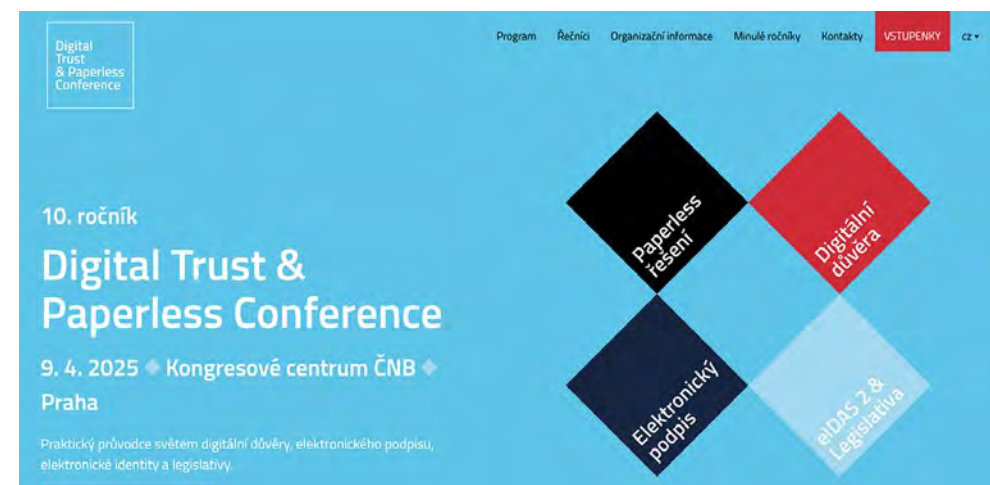 Digital
Trust
& Paperless
Conference
Program Řečníci Organizační informace Minulé ročníky Kontakty VSTUPENKY CZ
10. ročník
Digital Trust &
Paperless Conference
9. 4. 2025 ◆ Kongresové centrum ČNB ◆
Praha
Praktický průvodce světem digitální důvěry, elektronického podpisu,
elektronické identity a legislativy.
Paperless
řešení
Digitální
důvěra
Elektronický
podpis
eIDAS 2 &
Legislativa